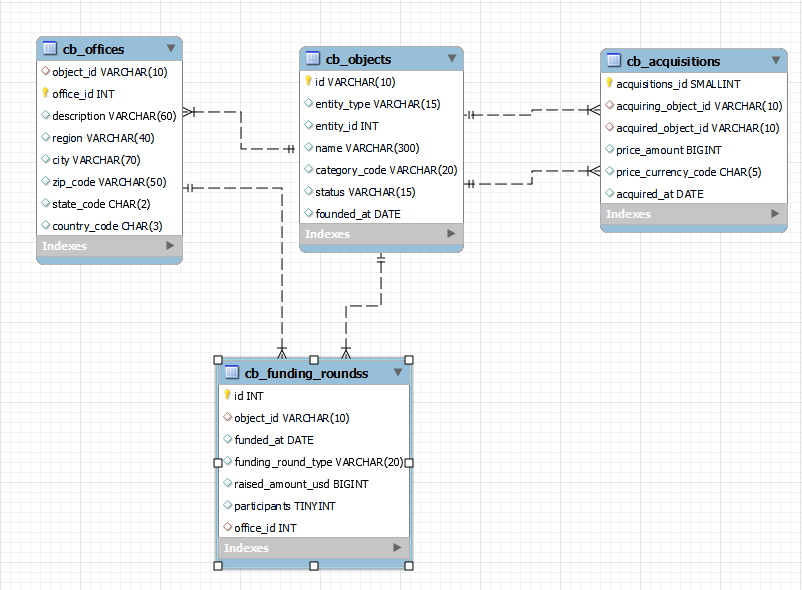 cb_offices
object_id VARCHAR(10)
office_id INT
description VARCHAR(60)
region VARCHAR(40)
city VARCHAR(70)
zip_code VARCHAR(50)
state_code CHAR(2)
country_code CHAR(3)
Indexes
cb_objects
id VARCHAR(10)
entity_type VARCHAR(15)
entity_id INT
name VARCHAR(300)
category_code VARCHAR(20)
status VARCHAR(15)
founded_at DATE
Indexes
cb_acquisitions
acquisitions_id SMALLINT
acquiring_object_id VARCHAR(10)
acquired_object_id VARCHAR(10)
price_amount BIGINT
price_currency_code CHAR(5)
acquired_at DATE
Indexes
cb_funding_roundss
id INT
object_id VARCHAR(10)
funded_at DATE
funding_round_type VARCHAR(20)
raised_amount_usd BIGINT
participants TINYINT
office_id INT
Indexes